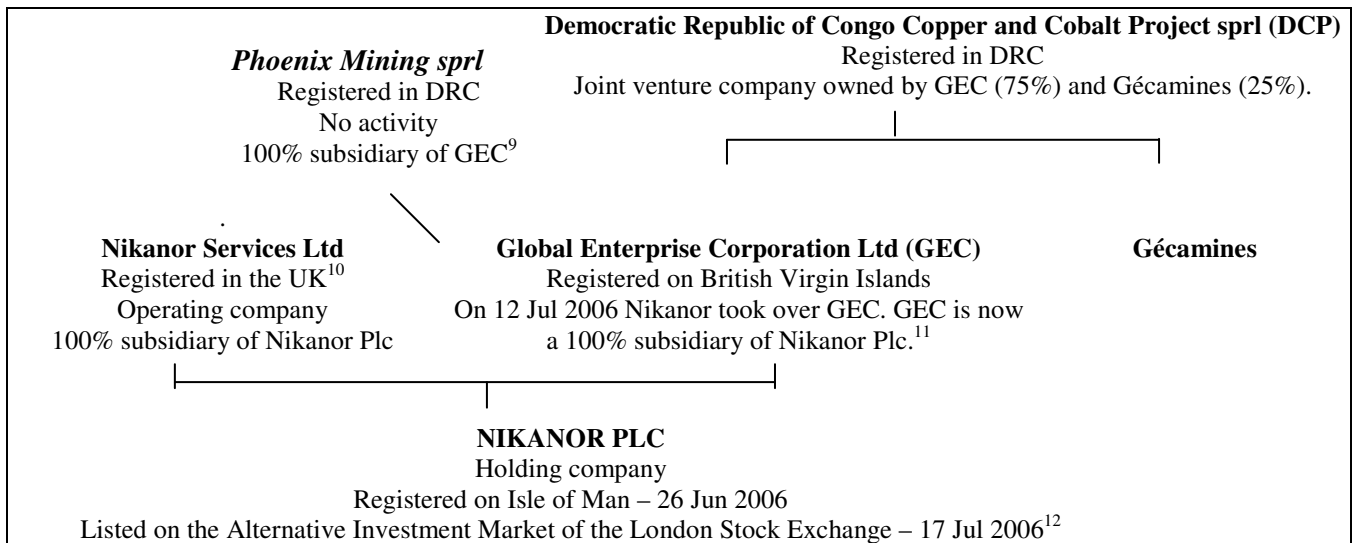 Democratic Republic of Congo Copper and Cobalt Project sprl (DCP)
Registered in DRC
Joint venture company owned by GEC (75%) and Gécamines (25%).
Phoenix Mining sprl
Registered in DRC
No activity
100% subsidiary of GEC9
.
Nikanor Services Ltd
Registered in the UK10
Operating company
100% subsidiary of Nikanor Plc
Global Enterprise Corporation Ltd (GEC)
Registered on British Virgin Islands
On 12 Jul 2006 Nikanor took over GEC. GEC is now
a 100% subsidiary of Nikanor Plc.11
Gécamines
NIKANOR PLC
Holding company
Registered on Isle of Man – 26 Jun 2006
Listed on the Alternative Investment Market of the London Stock Exchange – 17 Jul 200612